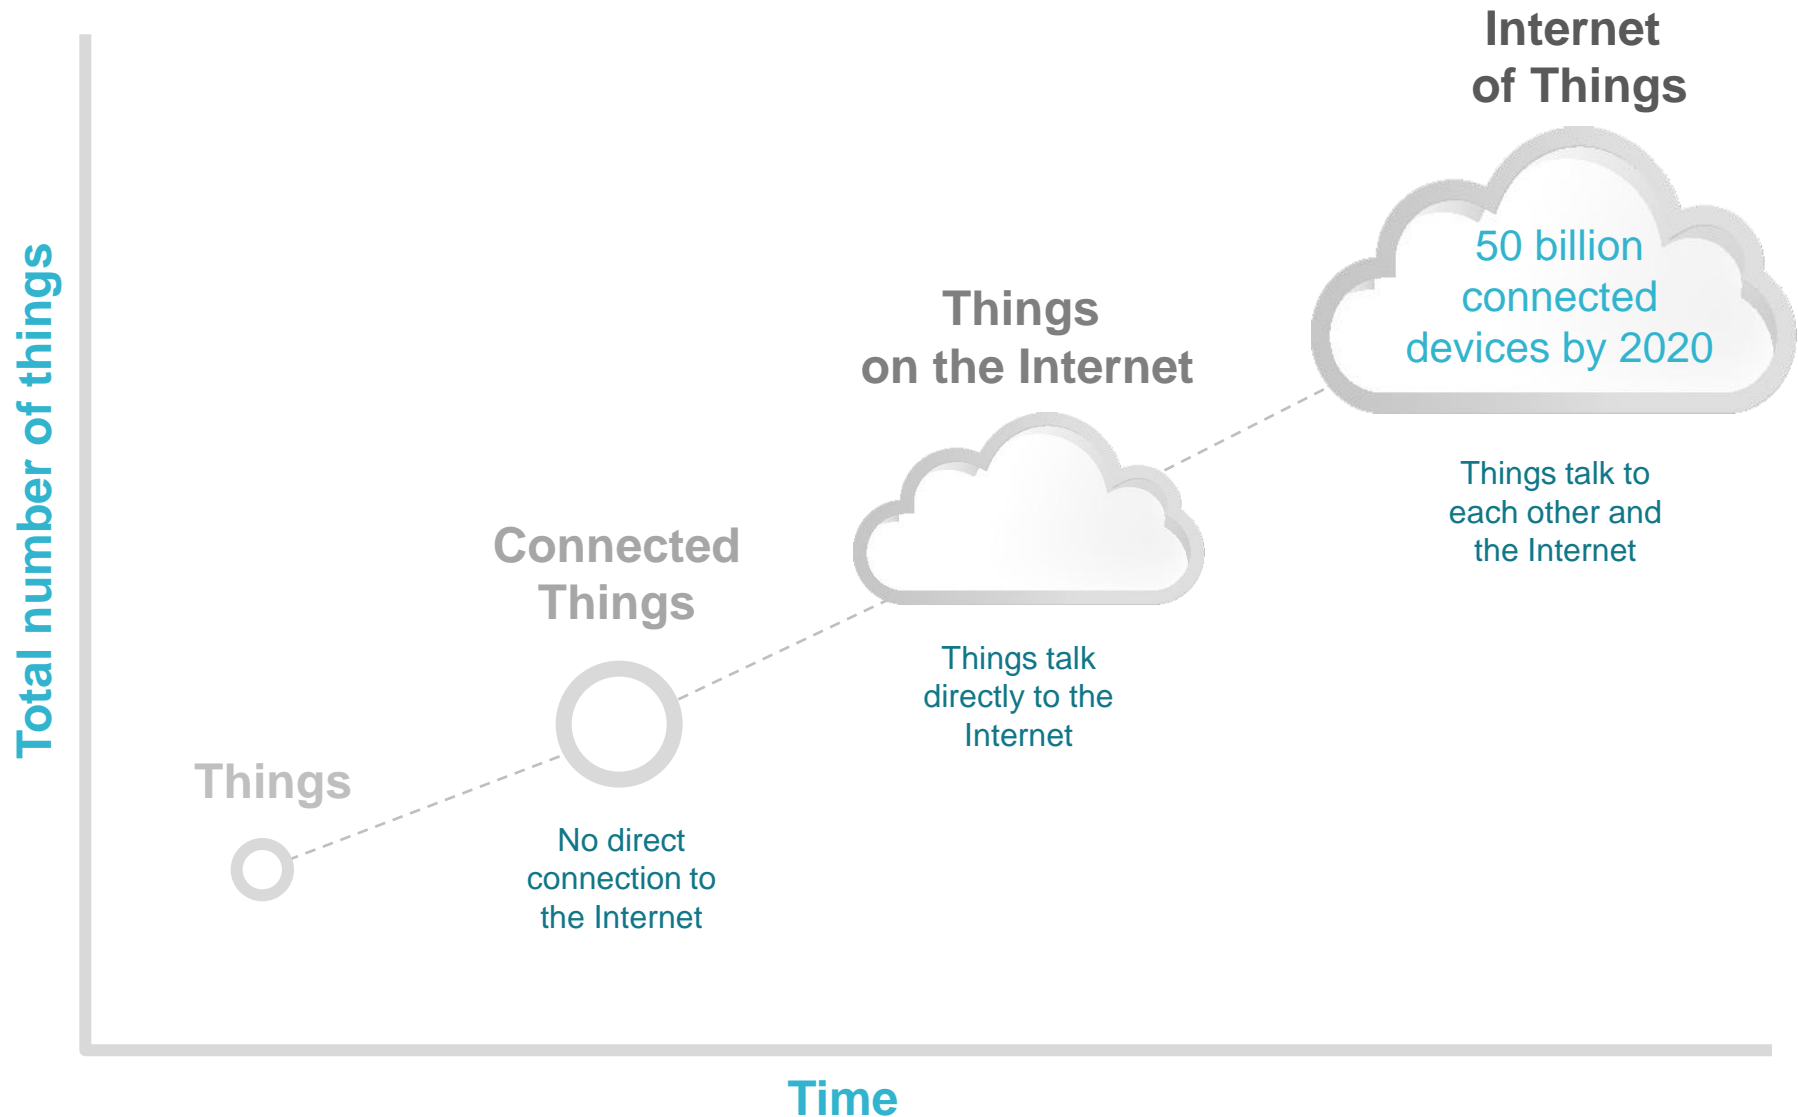 Internet
of Things
50 billion
connected
devices by 2020
Things talk to
each other and
the Internet
Things
on the Internet
Things talk
directly to the
Internet
Connected
Things
No direct
connection to
the Internet
Things
Total number of things
Time